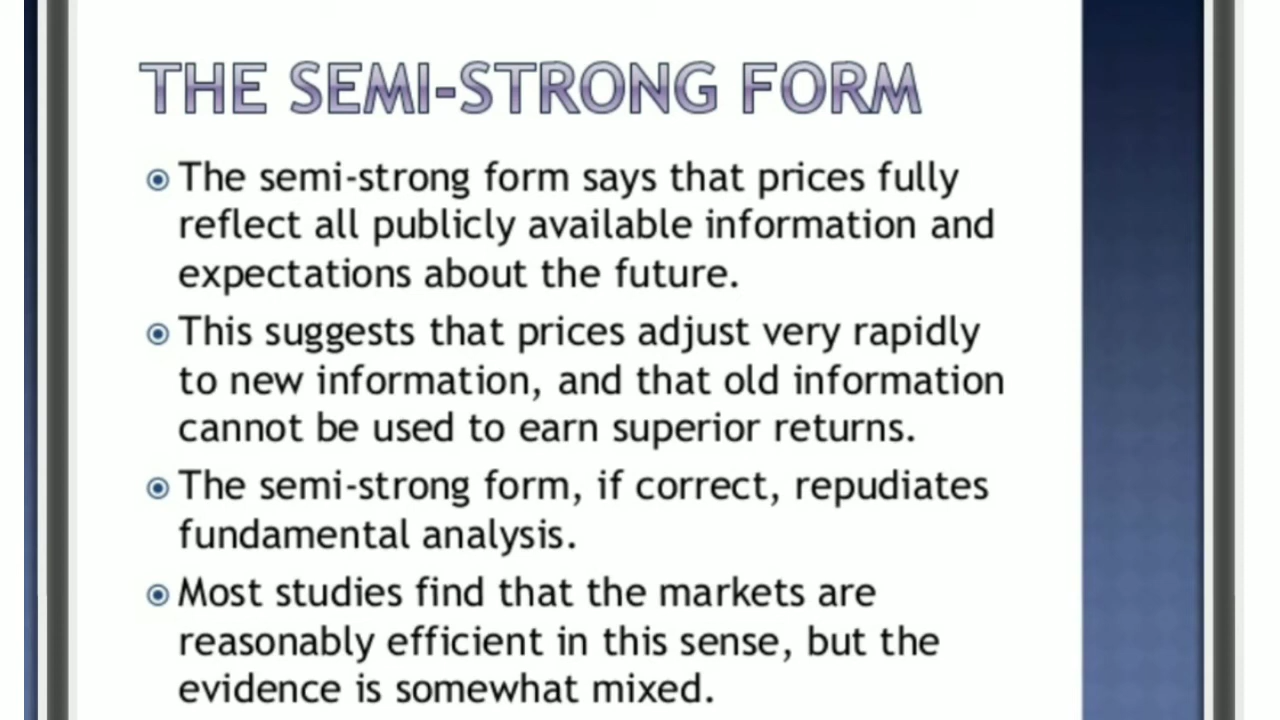 THE SEMI-STRONG FORM
The semi-strong form says that prices fully
reflect all publicly available information and
expectations about the future.
This suggests that prices adjust very rapidly
to new information, and that old information
cannot be used to earn superior returns.
The semi-strong form, if correct, repudiates
fundamental analysis.
Most studies find that the markets are
reasonably efficient in this sense, but the
evidence is somewhat mixed.